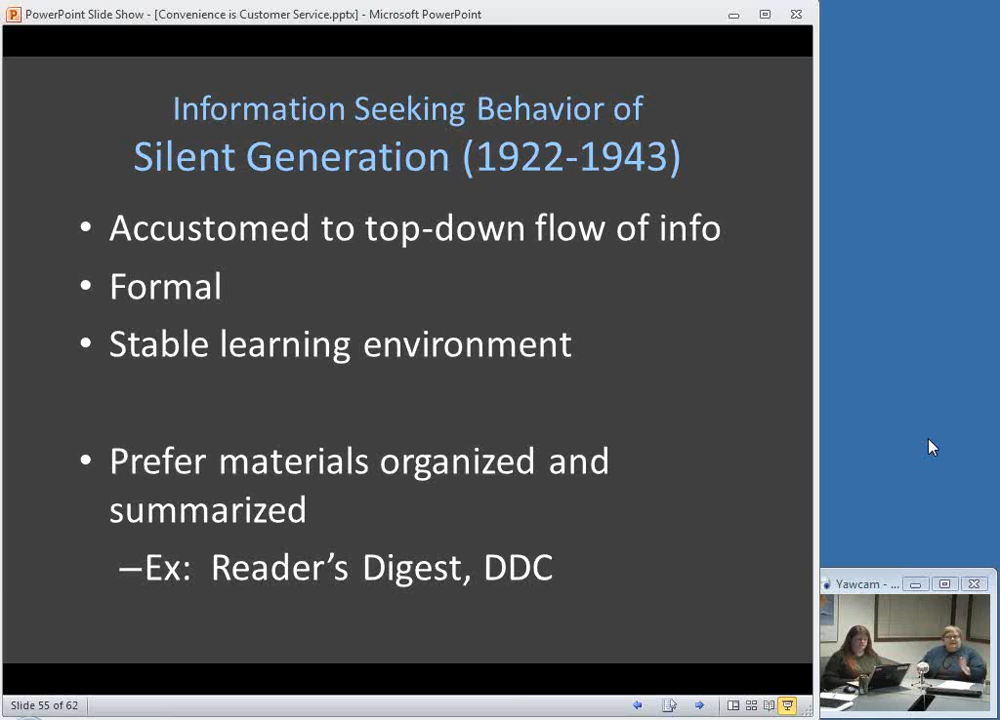 PowerPoint Slide Show - [Convenience is Customer Service.pptx] - Microsoft PowerPoint
Information Seeking Behavior of
Silent Generation (1922-1943)
• Accustomed to top-down flow of info
• Formal
• Stable learning environment
• Prefer materials organized and
summarized
–Ex: Reader’s Digest, DDC
Yawcam - ...
Slide 55 of 62